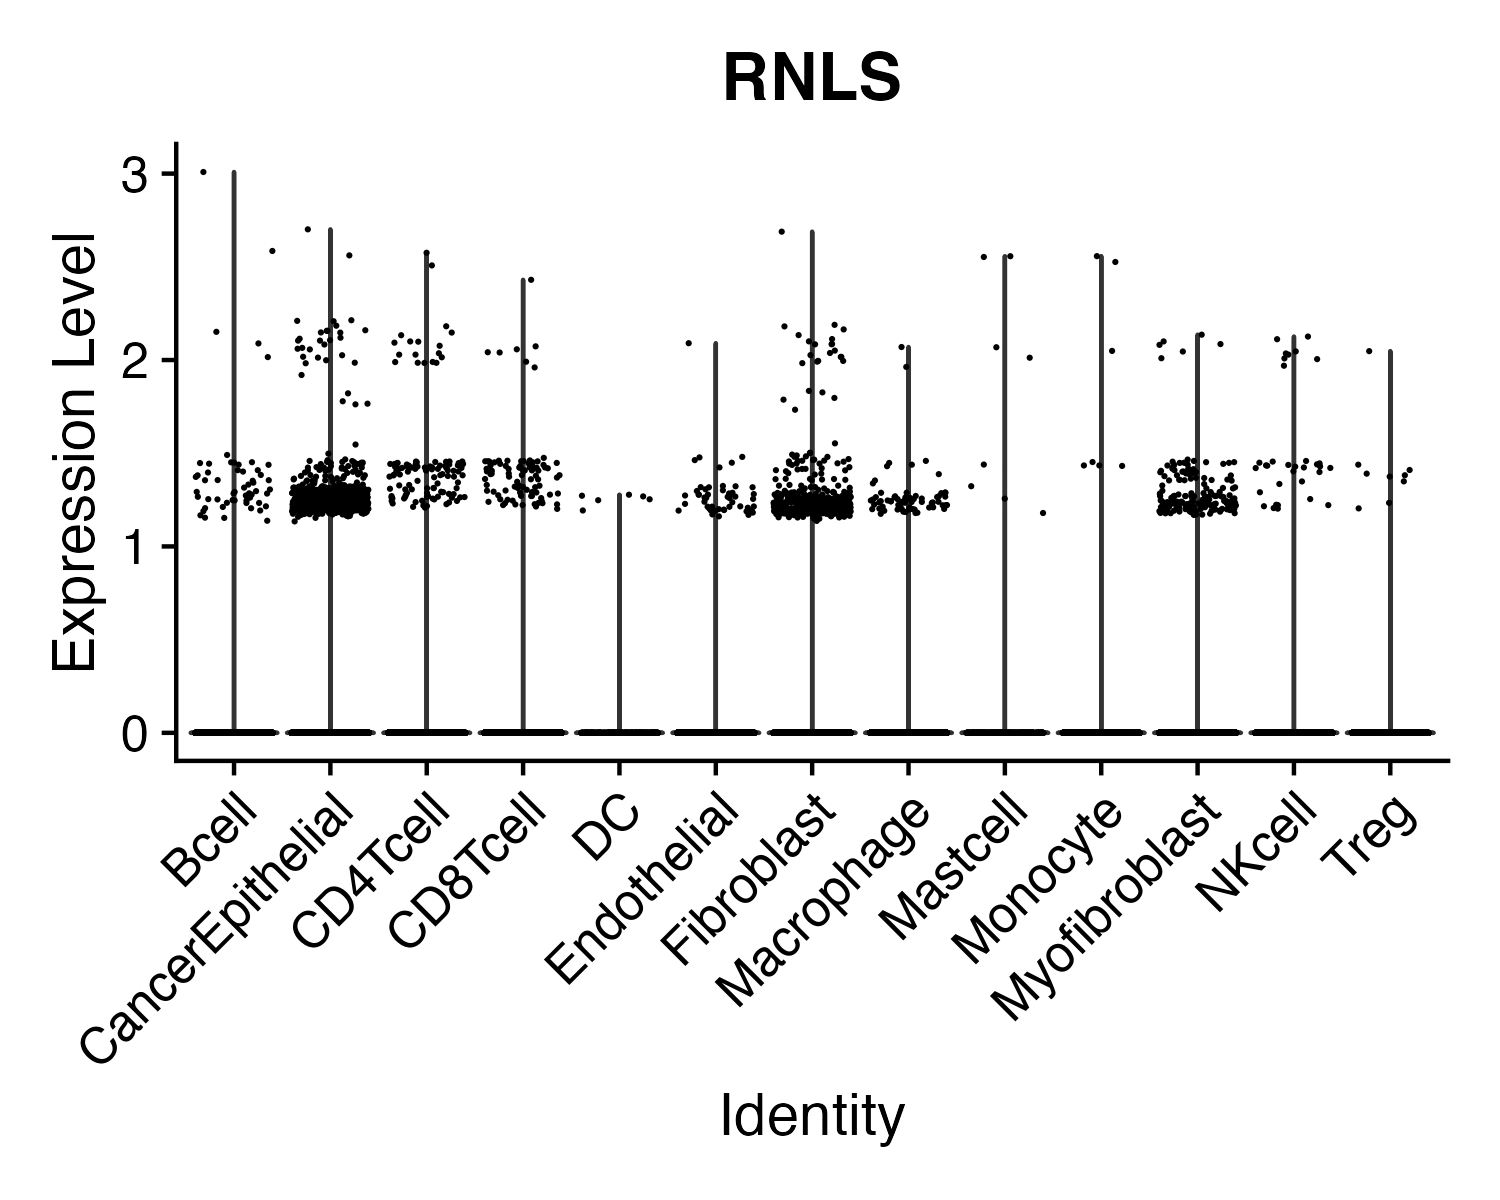 RNLS
Expression Level
3
2
1
0
Bcell
CancerEpithelial
CD4Tcell
CD8Tcell
DC
Endothelial
Fibroblast
Macrophage
Mastcell
Monocyte
Myofibroblast
NKcell
Treg
Identity